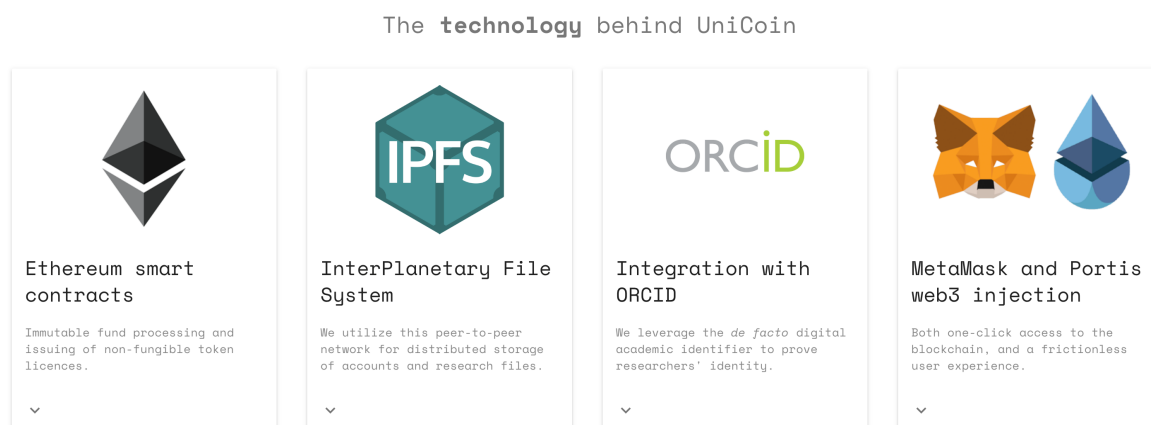 The technology behind UniCoin
IPFS
ORCiD
Ethereum smart
contracts
Immutable fund processing and
issuing of non-fungible token
licences.
InterPlanetary File
System
We utilize this peer-to-peer
network for distributed storage
of accounts and research files.
Integration with
ORCID
We leverage the de facto digital
academic identifier to prove
researchers' identity.
MetaMask and Portis
web3 injection
Both one-click access to the
blockchain, and a frictionless
user experience.